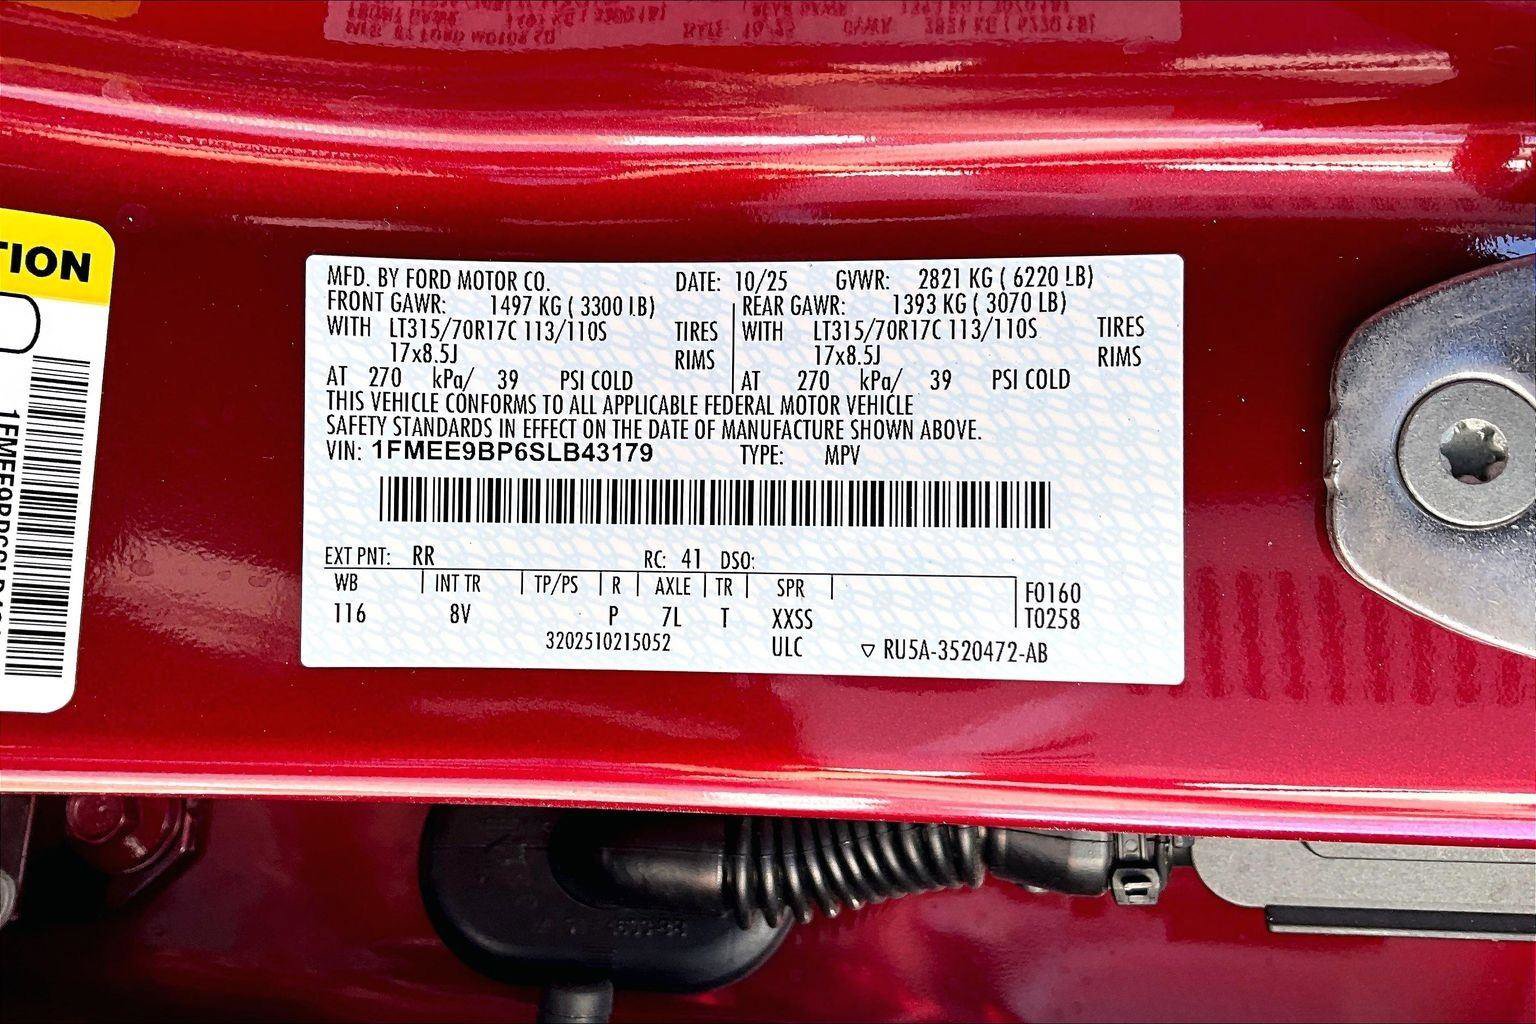 TION
1FMEE9BP6SLB43179
MFD. BY FORD MOTOR CO. DATE: 10/25 GVWR: 2821 KG ( 6220 LB)
FRONT GAWR: 1497 KG ( 3300 LB) REAR GAWR: 1393 KG ( 3070 LB)
WITH LT315/70R17C 113/110S TIRES WITH LT315/70R17C 113/110S TIRES
17x8.5J RIMS 17x8.5J RIMS
AT 270 kPa/ 39 PSI COLD AT 270 kPa/ 39 PSI COLD
THIS VEHICLE CONFORMS TO ALL APPLICABLE FEDERAL MOTOR VEHICLE
SAFETY STANDARDS IN EFFECT ON THE DATE OF MANUFACTURE SHOWN ABOVE.
VIN: 1FMEE9BP6SLB43179 TYPE: MPV
EXT PNT: RR RC: 41 DSO:
WB INT TR TP/PS R AXLE TR SPR F0160
116 8V P 7L T XXSS T0258
3202510215052 ULC ▽ RU5A-3520472-AB